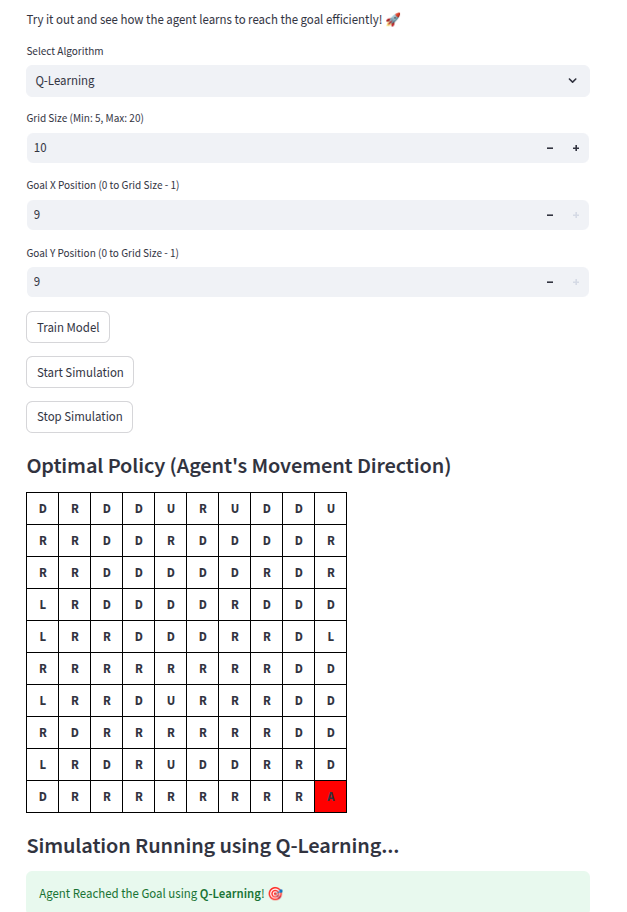 Try it out and see how the agent learns to reach the goal efficiently! 🚀
Select Algorithm
Q-Learning
Grid Size (Min: 5, Max: 20)
10
Goal X Position (0 to Grid Size - 1)
9
Goal Y Position (0 to Grid Size - 1)
9
Train Model
Start Simulation
Stop Simulation
Optimal Policy (Agent's Movement Direction)
D R D D U R U D D U
R R D D R D D D D R
R R D D D D D R D R
L R D D D D R D D D
L R R D D D R R D L
R R R R R R R R D D
L R R D U R R R D D
R D R R R R R R D D
L R D R U D D R R D
D R R R R R R R R A
Simulation Running using Q-Learning...
Agent Reached the Goal using Q-Learning! 🎯